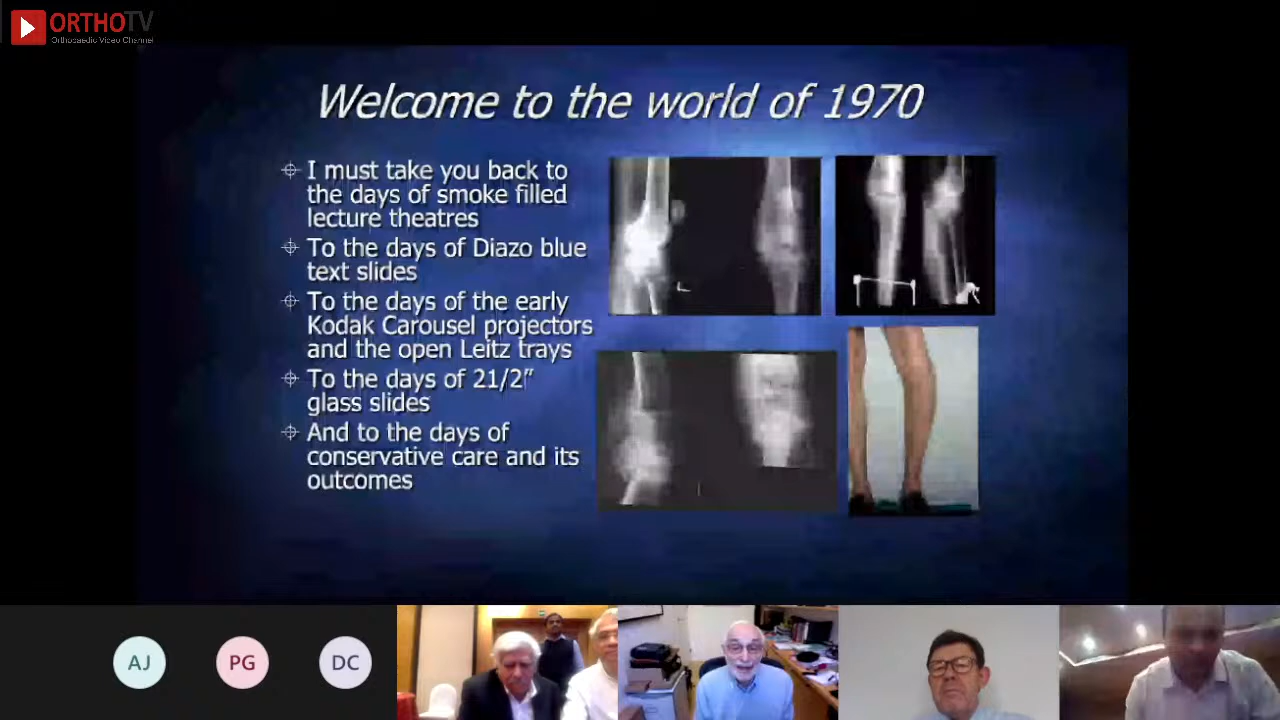 ORTHOTV
Orthopaedic Video Channel
Welcome to the world of 1970
I must take you back to
the days of smoke filled
lecture theatres
To the days of Diazo blue
text slides
To the days of the early
Kodak Carousel projectors
and the open Leitz trays
To the days of 21/2”
glass slides
And to the days of
conservative care and its
outcomes
L
AJ
PG
DC